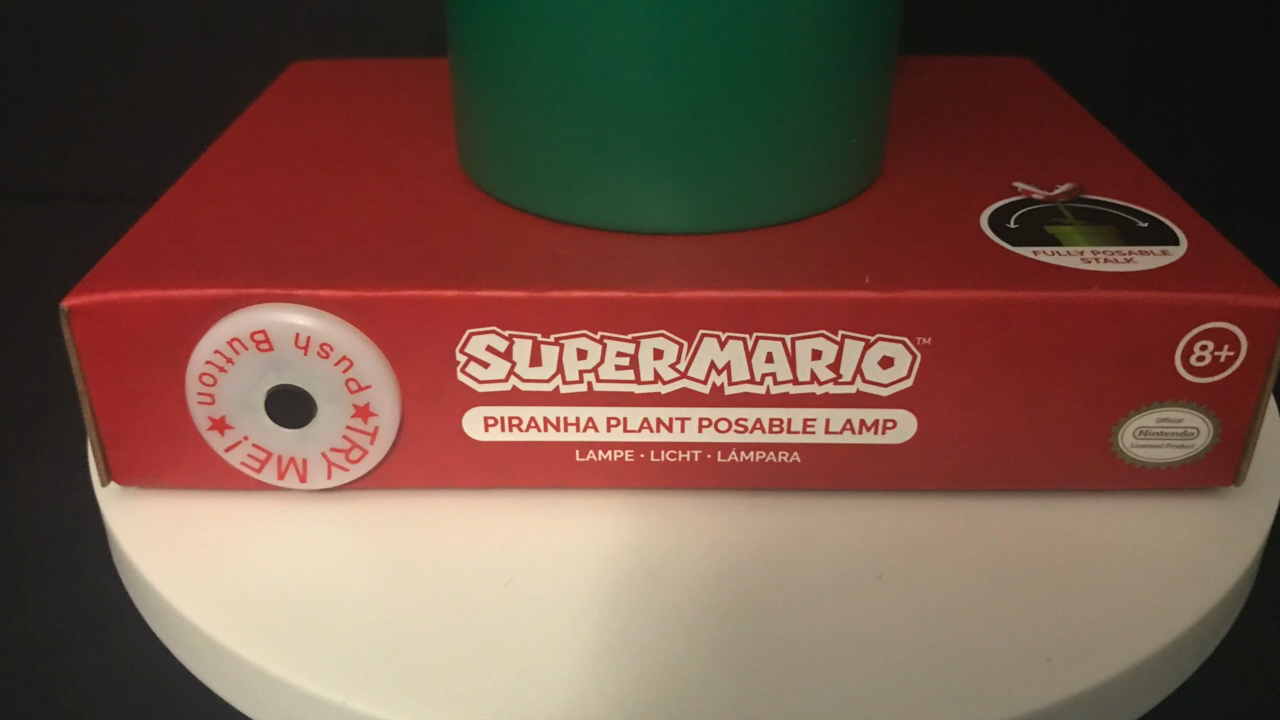 FULLY POSABLE
STALK
Push Button
★TRY ME!★
SUPER MARIO™
PIRANHA PLANT POSABLE LAMP
LAMPE • LICHT • LÁMPARA
8+
Official
Nintendo
Licensed Product